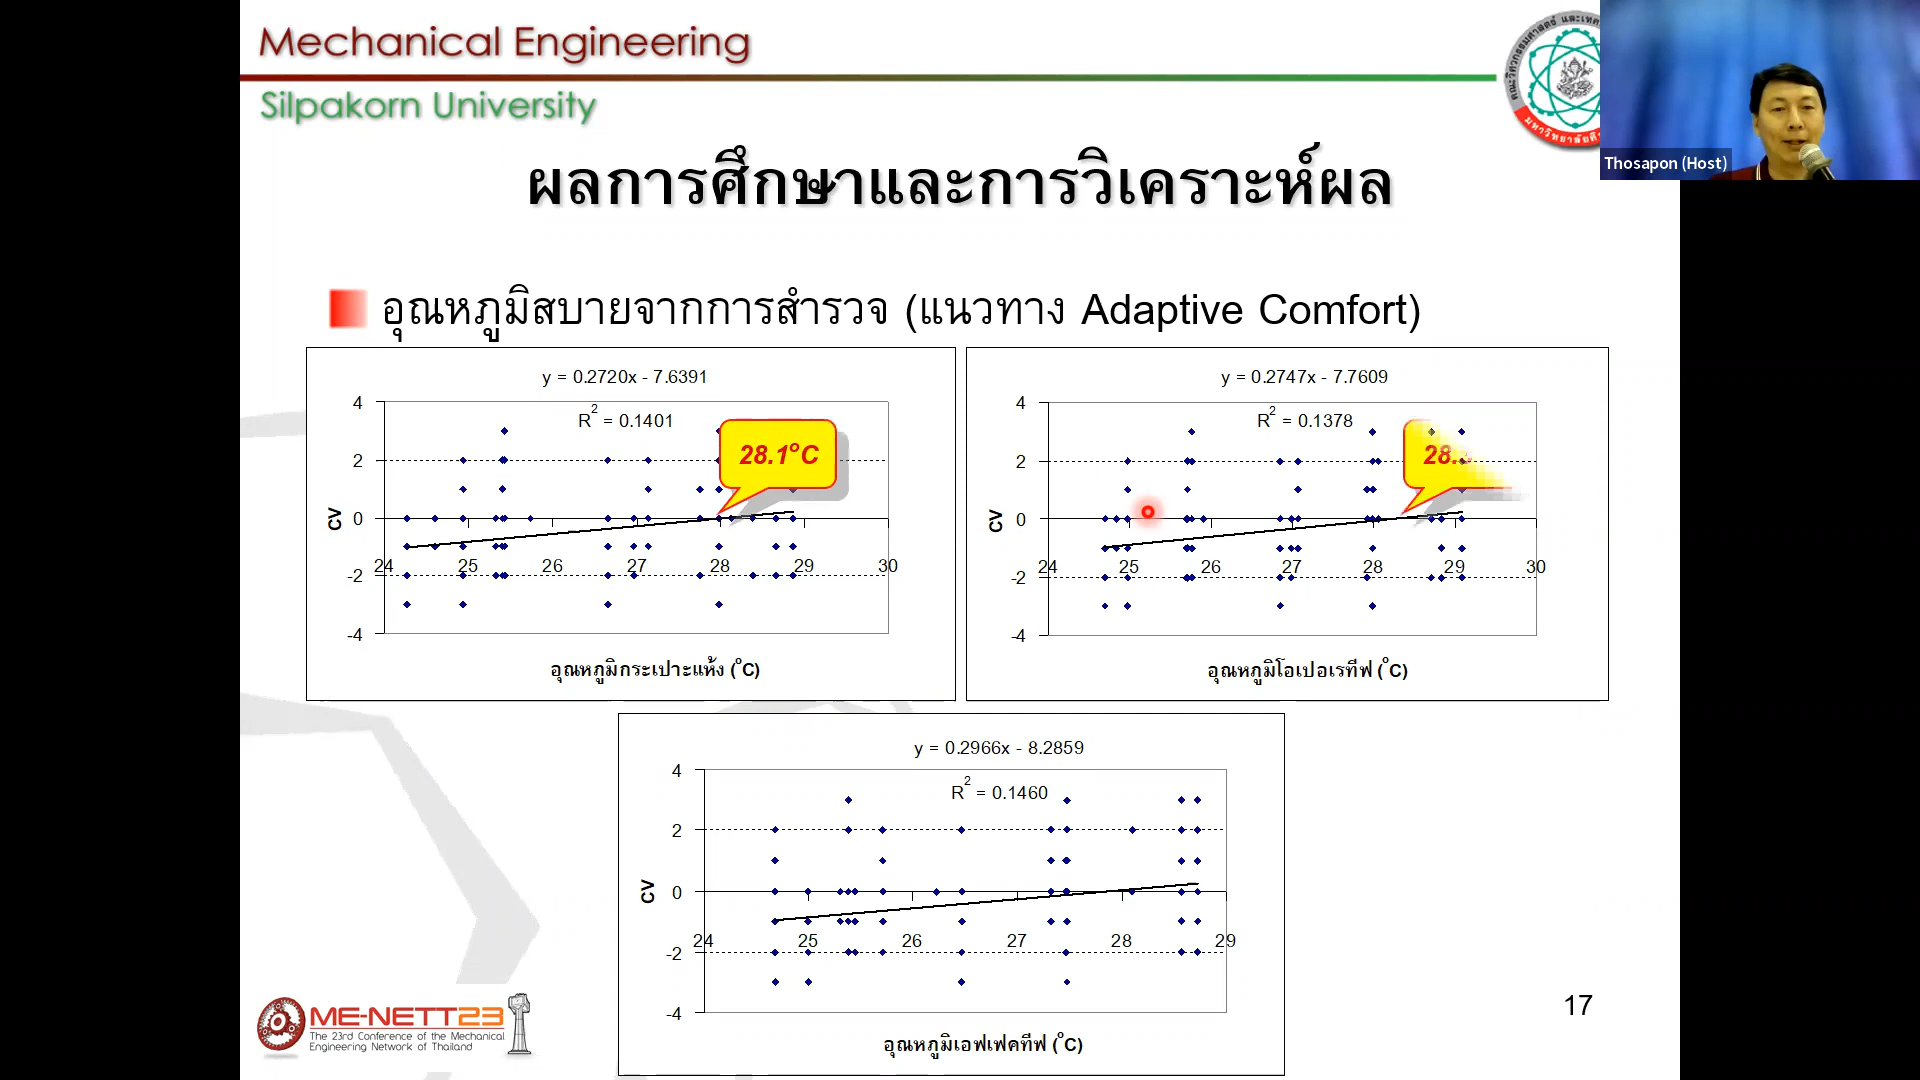 Mechanical Engineering
Silpakorn University
Thosapon (Host)
ผลการศึกษาและการวิเคราะห์ผล
อุณหภูมิสบายจากการสำรวจ (แนวทาง Adaptive Comfort)
y = 0.2720x - 7.6391
R² = 0.1401
28.1°C
4
2
0
-2
-4
CV
24 25 26 27 28 29 30
อุณหภูมิกระเปาะแห้ง (°C)
y = 0.2747x - 7.7609
R² = 0.1378
28.
4
2
0
-2
-4
CV
24 25 26 27 28 29 30
อุณหภูมิโอเปอเรทีฟ (°C)
y = 0.2966x - 8.2859
R² = 0.1460
4
2
0
-2
-4
CV
24 25 26 27 28 29
อุณหภูมิเอฟเฟคทีฟ (°C)
ME-NETT23
The 23rd Conference of the Mechanical
Engineering Network of Thailand
17